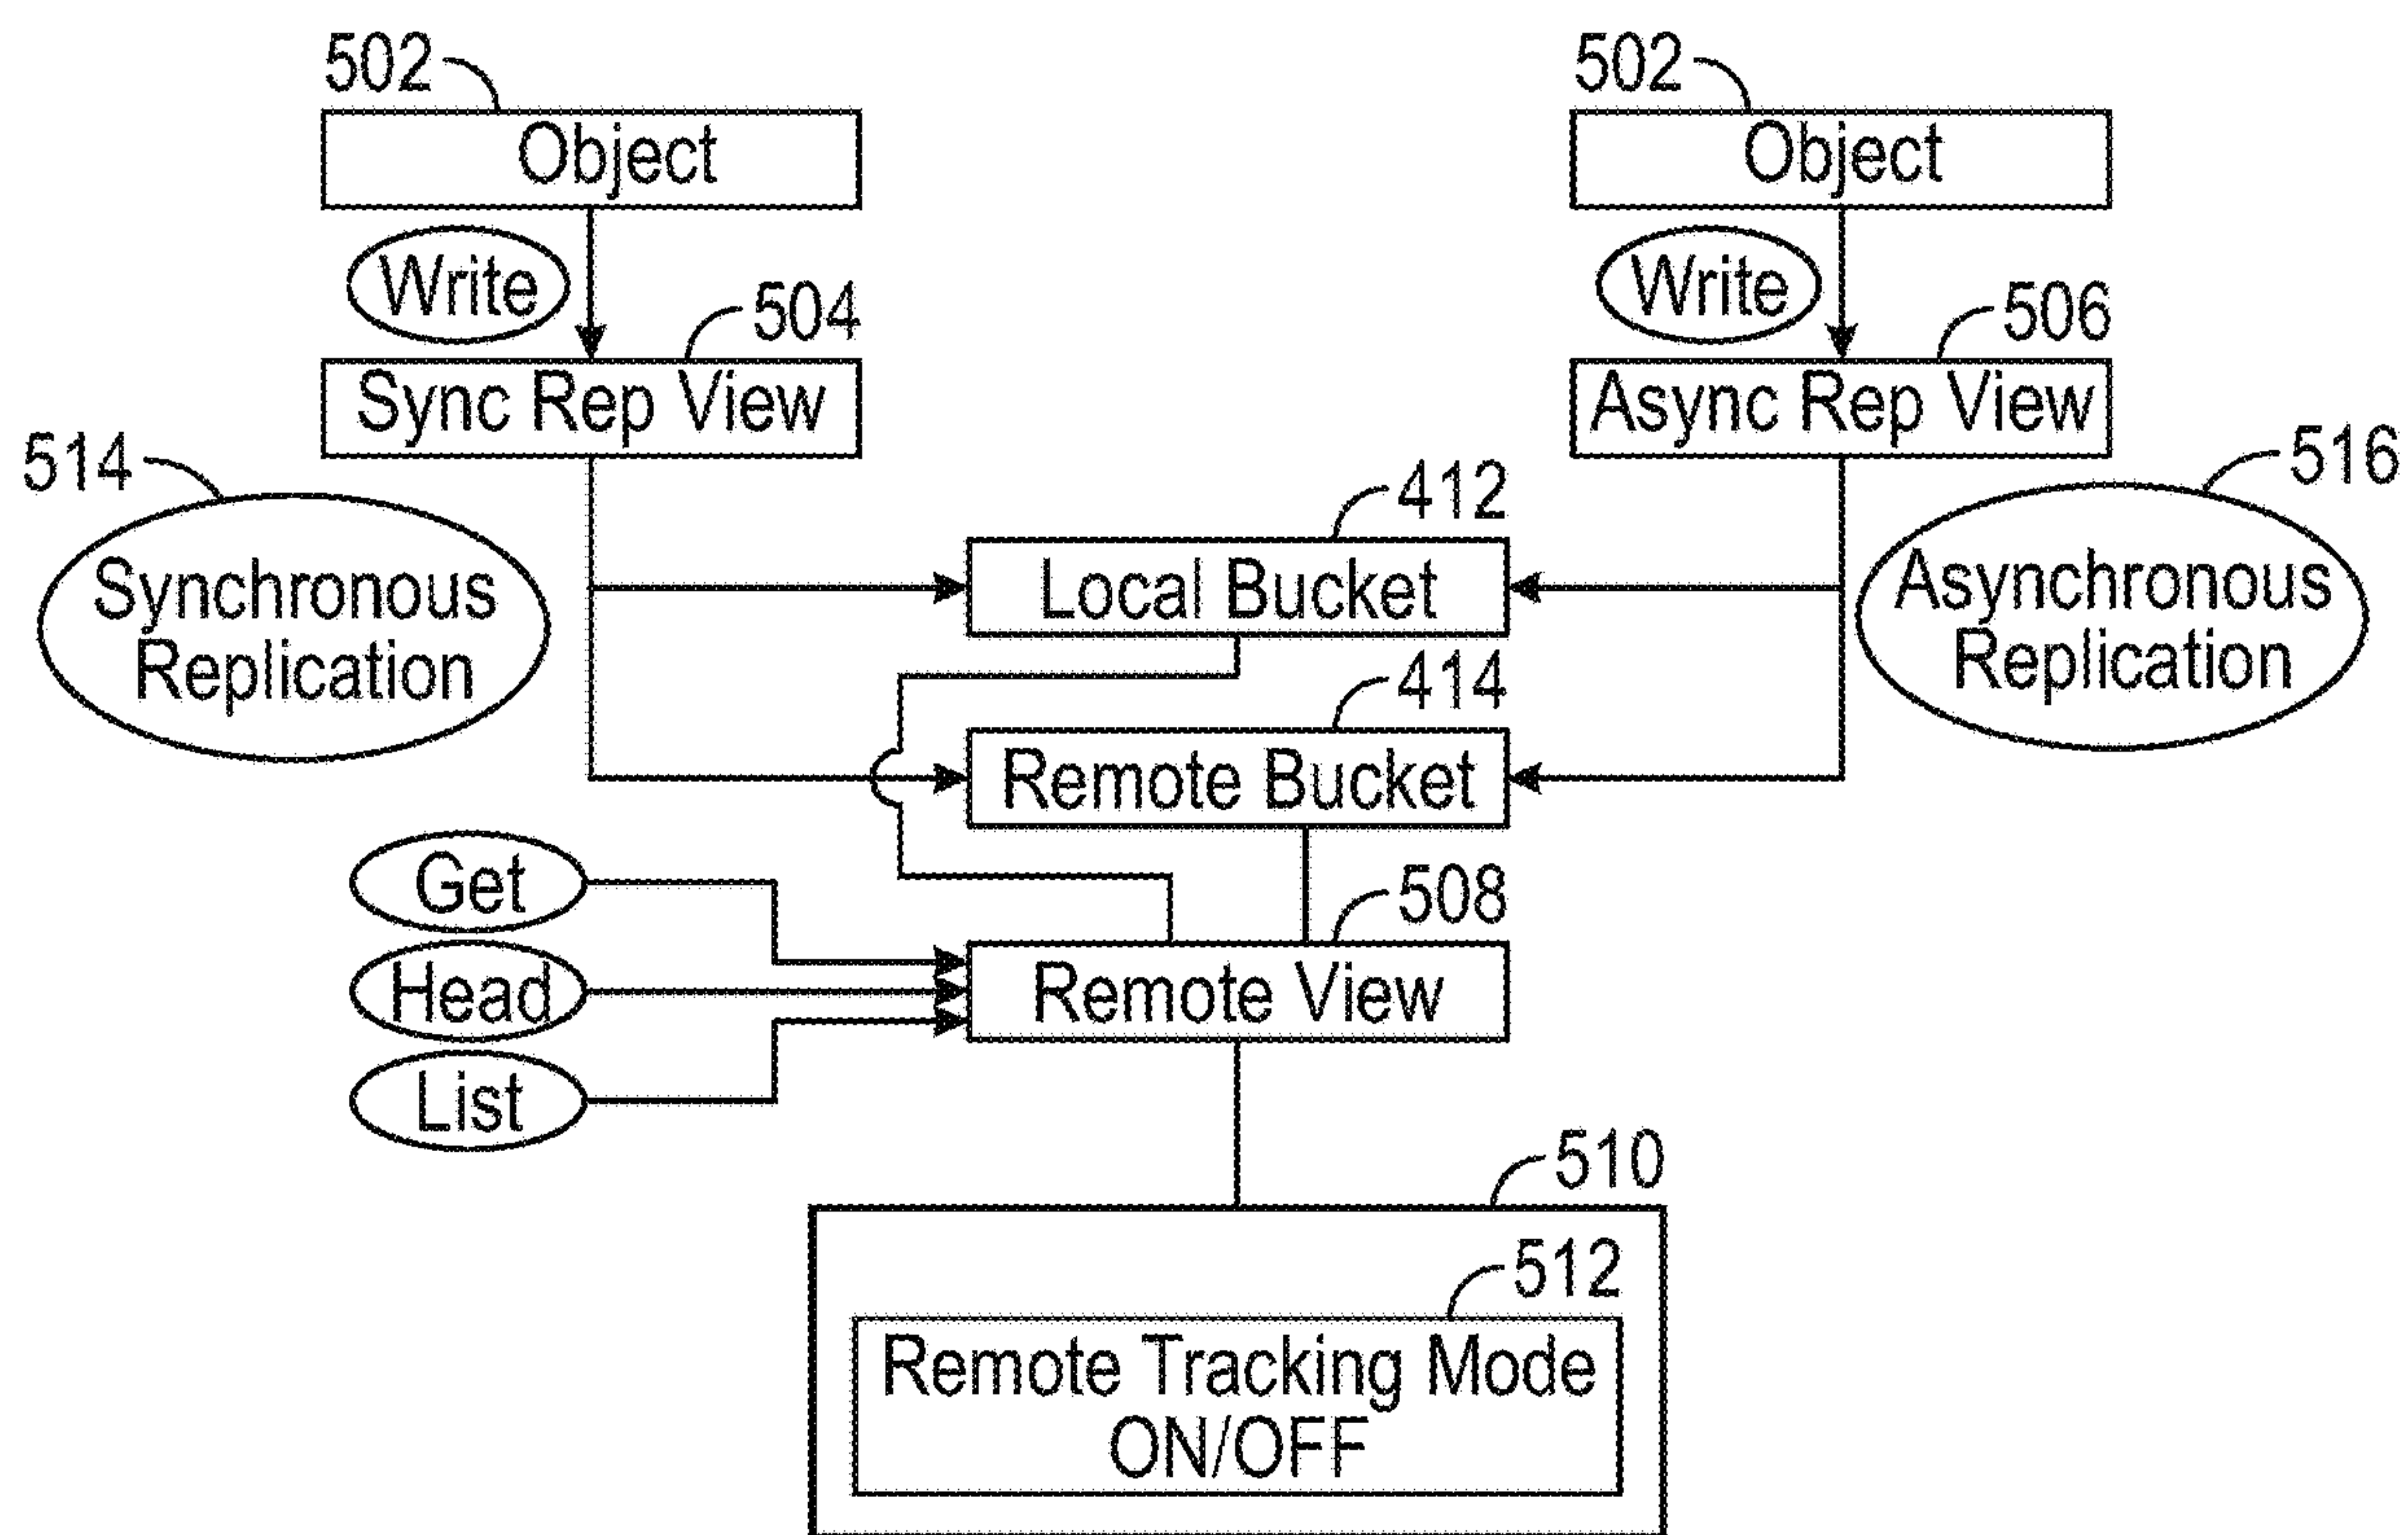 502
502
Object
Object
Write
Write
504
506
Sync Rep View
Async Rep View
514
516
412
Synchronous
Replication
Local Bucket
Asynchronous
Replication
414
Remote Bucket
Get
508
Head
Remote View
List
510
512
Remote Tracking Mode
ON/OFF